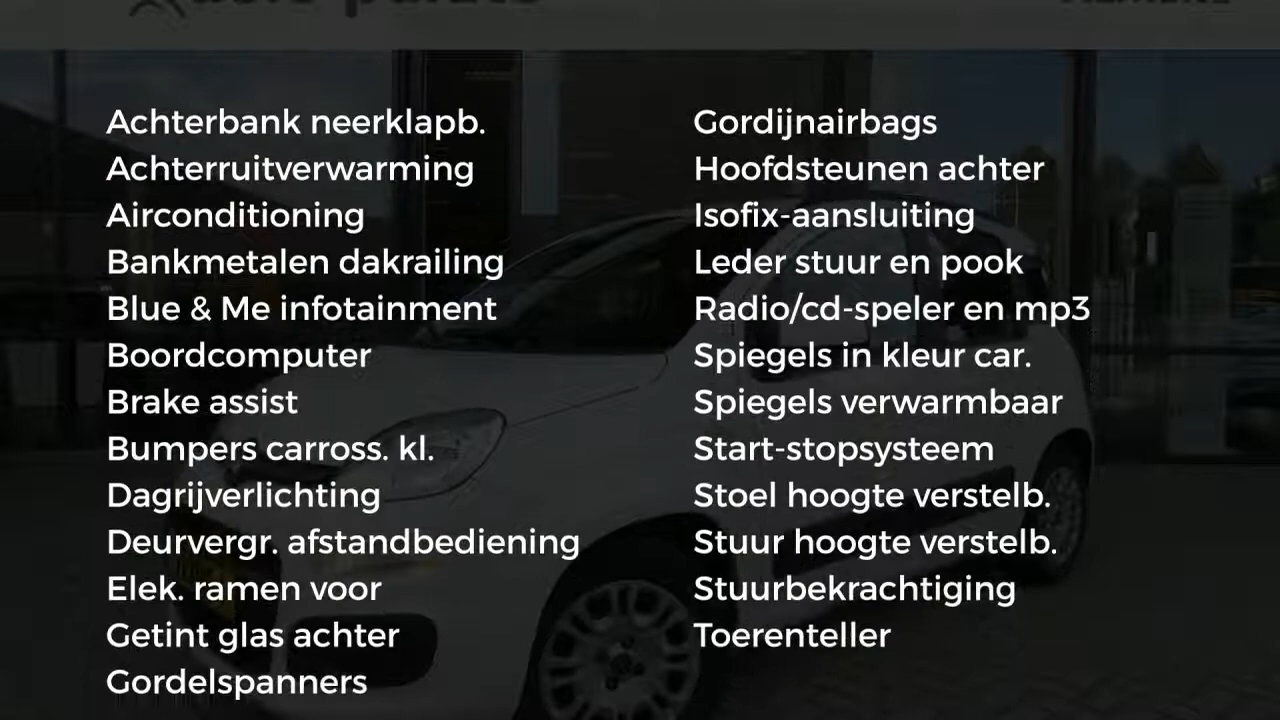 Achterbank neerklapb.
Achterruitverwarming
Airconditioning
Bankmetalen dakrailing
Blue & Me infotainment
Boordcomputer
Brake assist
Bumpers carross. kl.
Dagrijverlichting
Deurvergr. afstandbediening
Elek. ramen voor
Getint glas achter
Gordelspanners
Gordijnairbags
Hoofdsteunen achter
Isofix-aansluiting
Leder stuur en pook
Radio/cd-speler en mp3
Spiegels in kleur car.
Spiegels verwarmbaar
Start-stopsysteem
Stoel hoogte verstelb.
Stuur hoogte verstelb.
Stuurbekrachtiging
Toerenteller